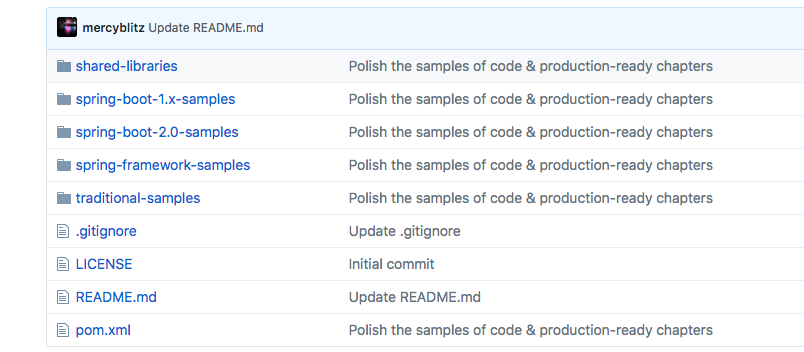 mercyblitz Update README.md
shared-libraries Polish the samples of code & production-ready chapters
spring-boot-1.x-samples Polish the samples of code & production-ready chapters
spring-boot-2.0-samples Polish the samples of code & production-ready chapters
spring-framework-samples Polish the samples of code & production-ready chapters
traditional-samples Polish the samples of code & production-ready chapters
.gitignore Update .gitignore
LICENSE Initial commit
README.md Update README.md
pom.xml Polish the samples of code & production-ready chapters